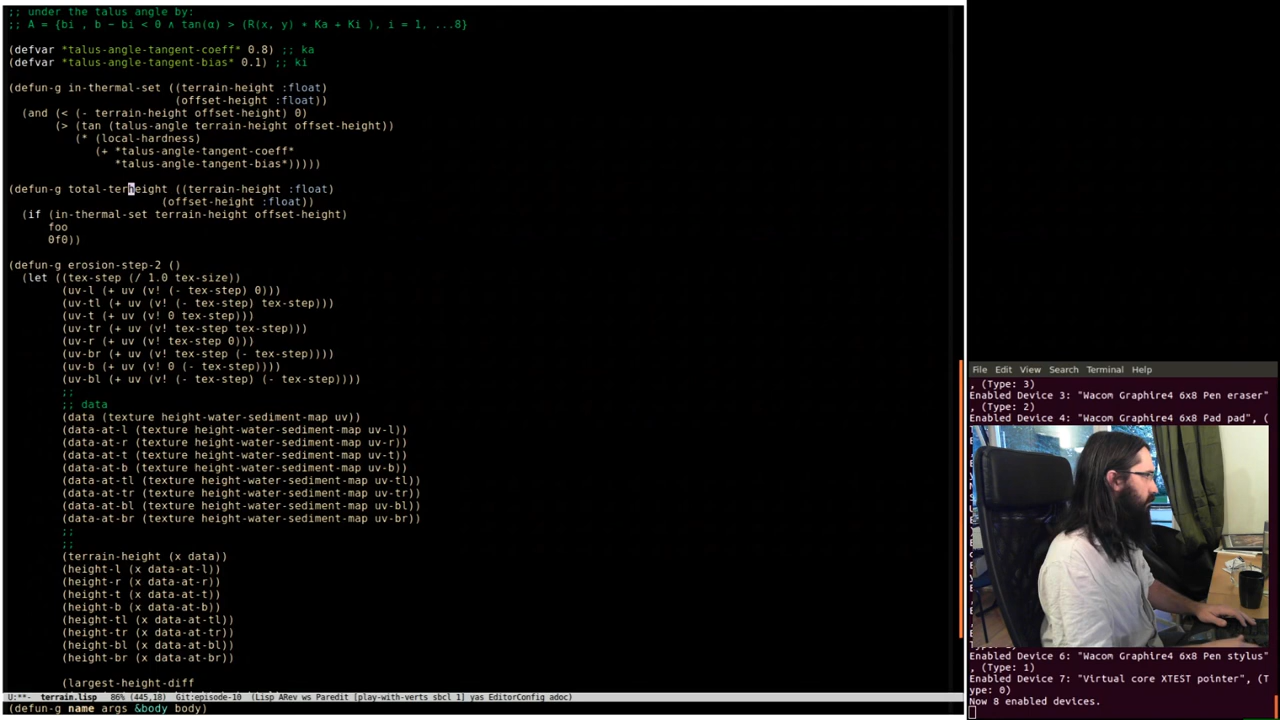 ;; under the talus angle by:
;; A = {bi , b − bi < 0 ∧ tan(α) > (R(x, y) ∗ Ka + Ki ), i = 1, ...8}
(defvar *talus-angle-tangent-coeff* 0.8) ;; ka
(defvar *talus-angle-tangent-bias* 0.1) ;; ki
(defun-g in-thermal-set ((terrain-height :float)
(offset-height :float))
(and (< (- terrain-height offset-height) 0)
(> (tan (talus-angle terrain-height offset-height))
(* (local-hardness)
(+ *talus-angle-tangent-coeff*
*talus-angle-tangent-bias*)))))
(defun-g total-terheight ((terrain-height :float)
(offset-height :float))
(if (in-thermal-set terrain-height offset-height)
foo
0f0))
(defun-g erosion-step-2 ()
(let ((tex-step (/ 1.0 tex-size))
(uv-l (+ uv (v! (- tex-step) 0)))
(uv-tl (+ uv (v! (- tex-step) tex-step)))
(uv-t (+ uv (v! 0 tex-step)))
(uv-tr (+ uv (v! tex-step tex-step)))
(uv-r (+ uv (v! tex-step 0)))
(uv-br (+ uv (v! tex-step (- tex-step))))
(uv-b (+ uv (v! 0 (- tex-step))))
(uv-bl (+ uv (v! (- tex-step) (- tex-step))))
;;
;; data
(data (texture height-water-sediment-map uv))
(data-at-l (texture height-water-sediment-map uv-l))
(data-at-r (texture height-water-sediment-map uv-r))
(data-at-t (texture height-water-sediment-map uv-t))
(data-at-b (texture height-water-sediment-map uv-b))
(data-at-tl (texture height-water-sediment-map uv-tl))
(data-at-tr (texture height-water-sediment-map uv-tr))
(data-at-bl (texture height-water-sediment-map uv-bl))
(data-at-br (texture height-water-sediment-map uv-br))
;;
;;
(terrain-height (x data))
(height-l (x data-at-l))
(height-r (x data-at-r))
(height-t (x data-at-t))
(height-b (x data-at-b))
(height-tl (x data-at-tl))
(height-tr (x data-at-tr))
(height-bl (x data-at-bl))
(height-br (x data-at-br))
(largest-height-diff
U:**- terrain.lisp 86% (445,18) Git:episode-10 (Lisp ARev ws Paredit [play-with-verts sbcl 1] yas EditorConfig adoc)
(defun-g name args &body body)
File Edit View Search Terminal Help
, (Type: 3)
Enabled Device 3: "Wacom Graphire4 6x8 Pen eraser"
, (Type: 2)
Enabled Device 4: "Wacom Graphire4 6x8 Pad pad", (
Enabled Device 6: "Wacom Graphire4 6x8 Pen stylus"
, (Type: 1)
Enabled Device 7: "Virtual core XTEST pointer", (T
ype: 0)
Now 8 enabled devices.